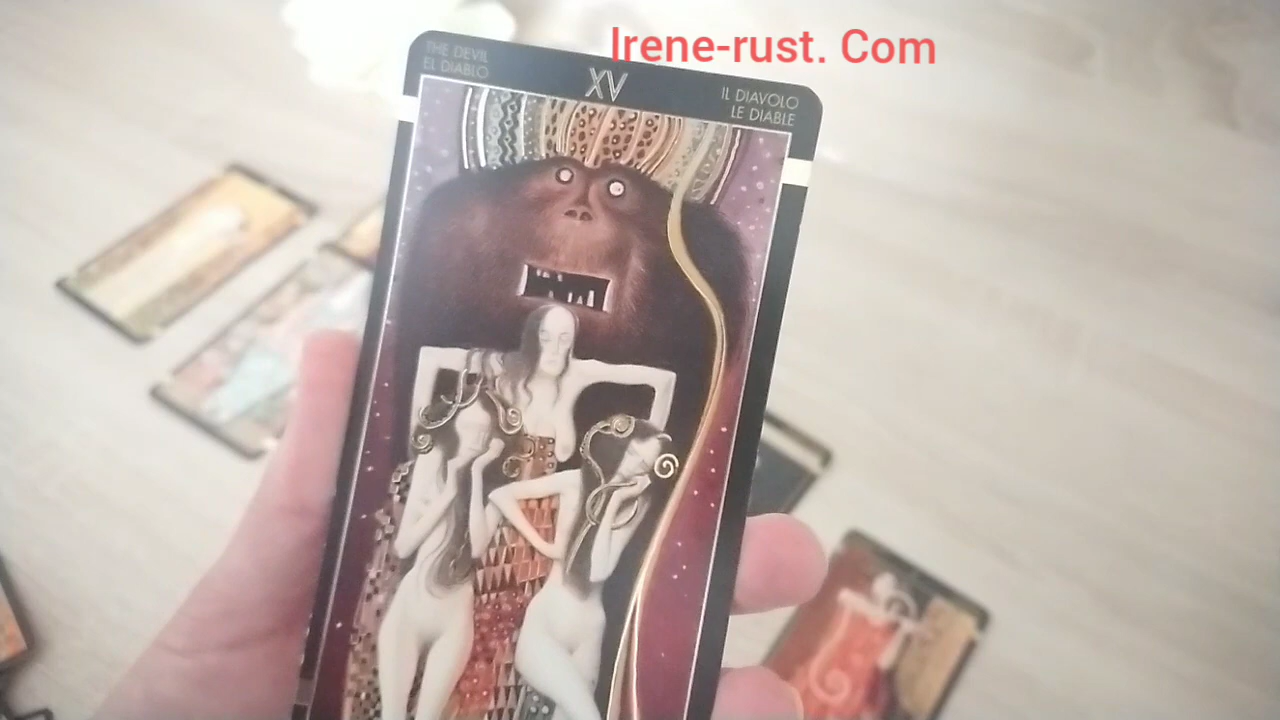 Irene-rust. Com
THE DEVIL
EL DIABLO
XV
IL DIAVOLO
LE DIABLE